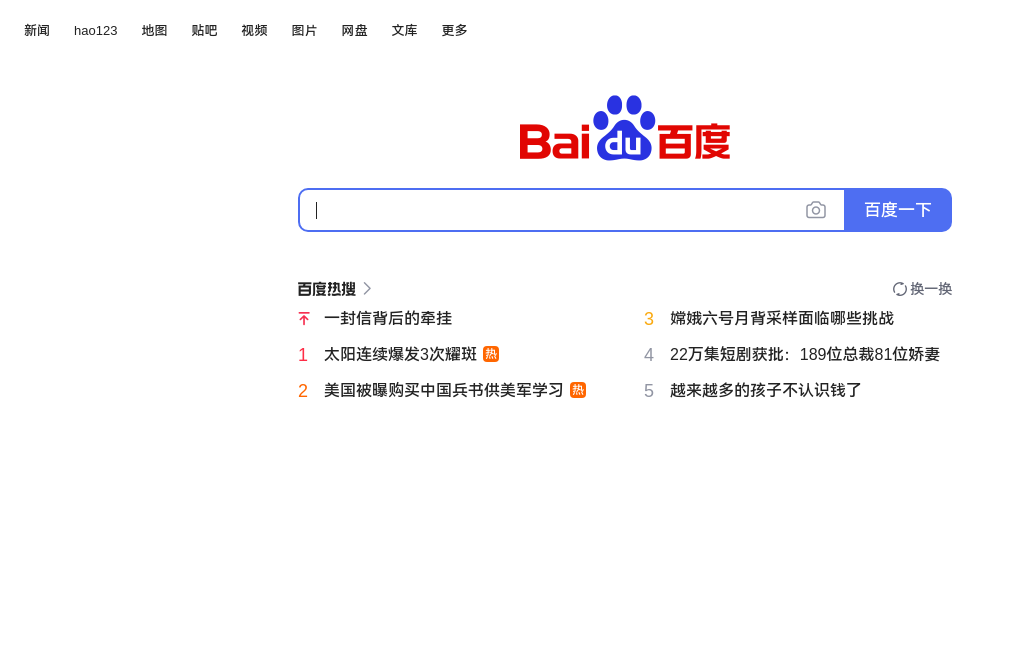 新闻 hao123 地图 贴吧 视频 图片 网盘 文库 更多
Bai du 百度
百度一下
百度热搜
换一换
一封信背后的牵挂
1 太阳连续爆发3次耀斑 热
2 美国被曝购买中国兵书供美军学习 热
3 嫦娥六号月背采样面临哪些挑战
4 22万集短剧获批：189位总裁81位娇妻
5 越来越多的孩子不认识钱了